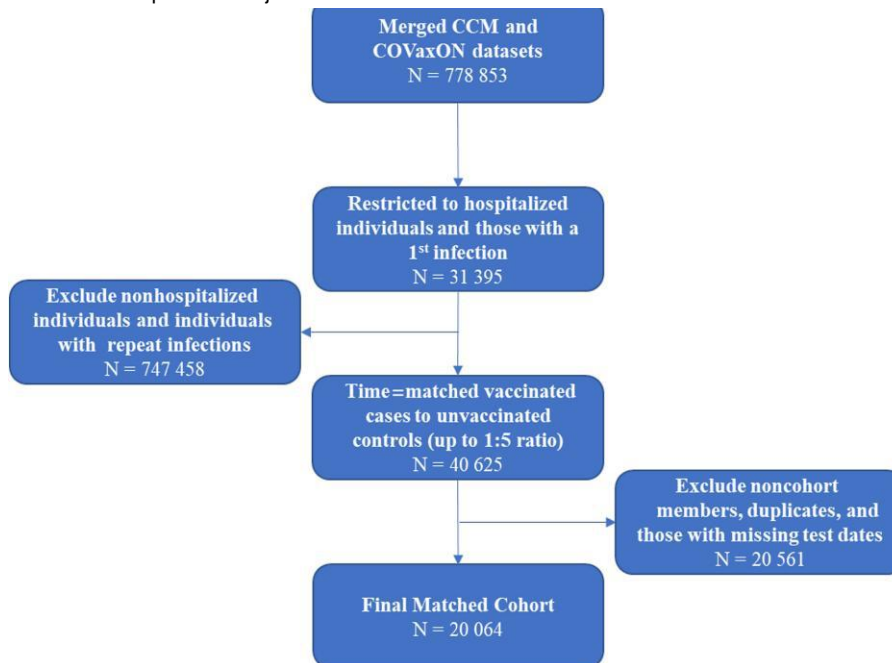 Merged CCM and
COVaxON datasets
N = 778 853
Restricted to hospitalized
individuals and those with a
1st infection
N = 31 395
Exclude nonhospitalized
individuals and individuals
with repeat infections
N = 747 458
Time=matched vaccinated
cases to unvaccinated
controls (up to 1:5 ratio)
N = 40 625
Exclude noncohort
members, duplicates, and
those with missing test dates
N = 20 561
Final Matched Cohort
N = 20 064